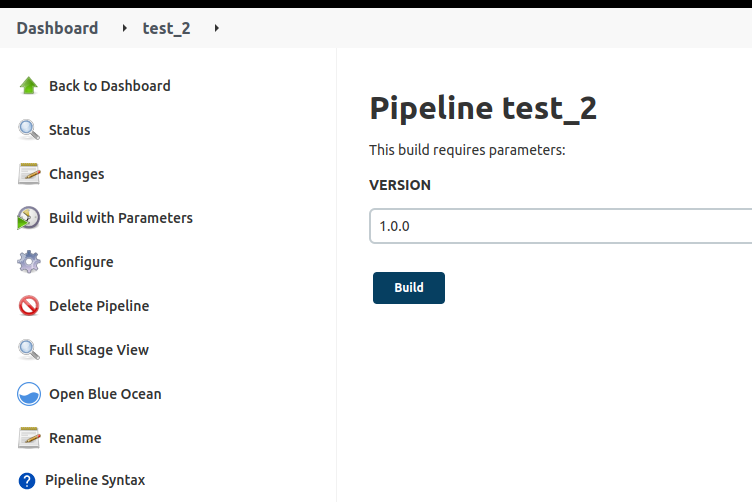 Dashboard test_2
Back to Dashboard
Status
Changes
Build with Parameters
Configure
Delete Pipeline
Full Stage View
Open Blue Ocean
Rename
? Pipeline Syntax
Pipeline test_2
This build requires parameters:
VERSION
1.0.0
Build